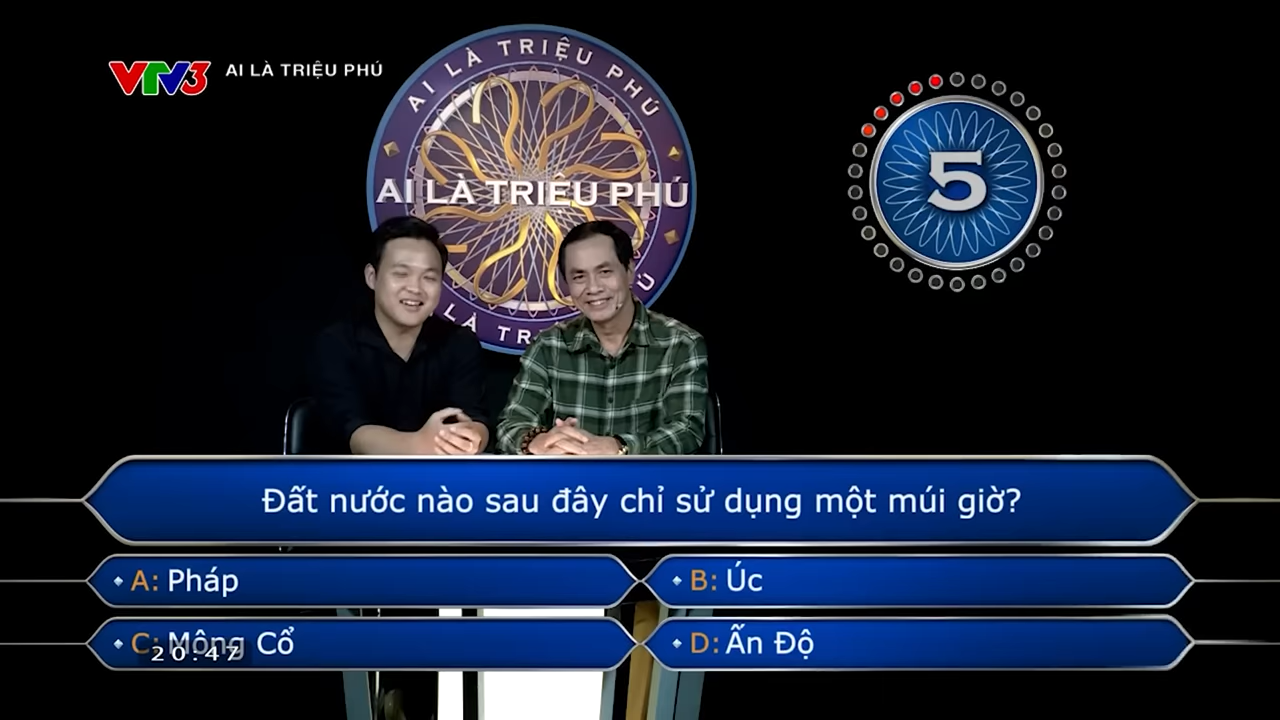 VTV3 AI LÀ TRIỆU PHÚ
AI LÀ TRIỆU PHÚ
AI LÀ TRIỆU PHÚ
5
Đất nước nào sau đây chỉ sử dụng một múi giờ?
A: Pháp
B: Úc
C: Mông Cổ
D: Ấn Độ
20:47